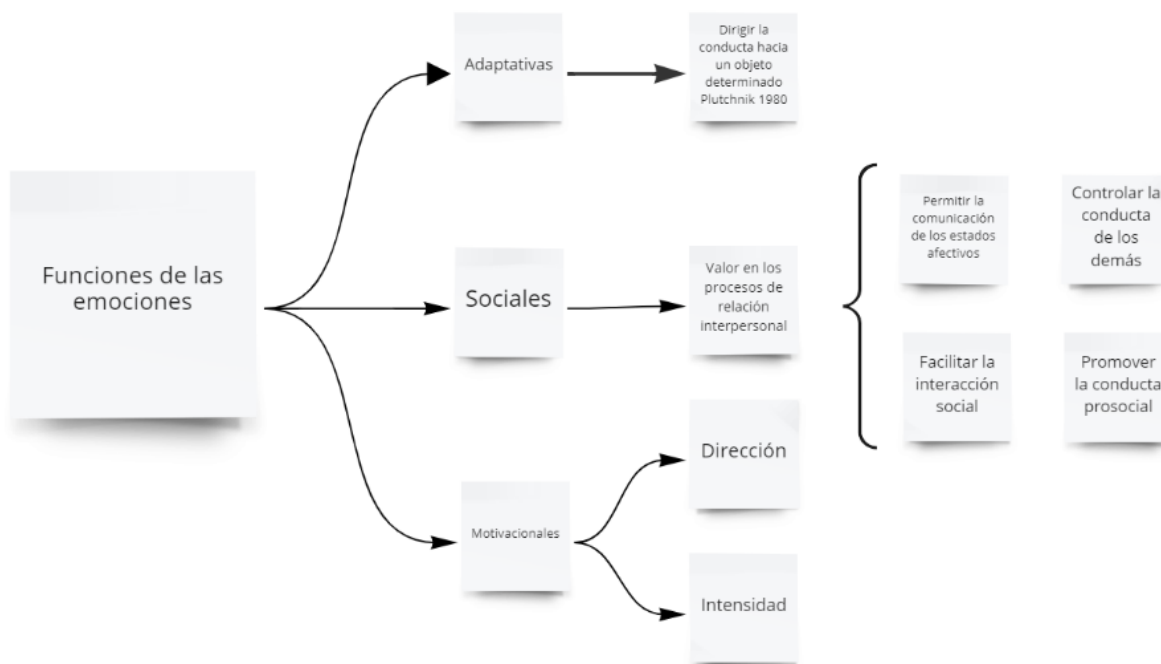 Funciones de las
emociones
Adaptativas
Dirigir la
conducta hacia
un objeto
determinado
Plutchnik 1980
Sociales
Valor en los
procesos de
relación
interpersonal
Permitir la
comunicación
de los estados
afectivos
Controlar la
conducta
de los
demás
Facilitar la
interacción
social
Promover
la conducta
prosocial
Motivacionales
Dirección
Intensidad